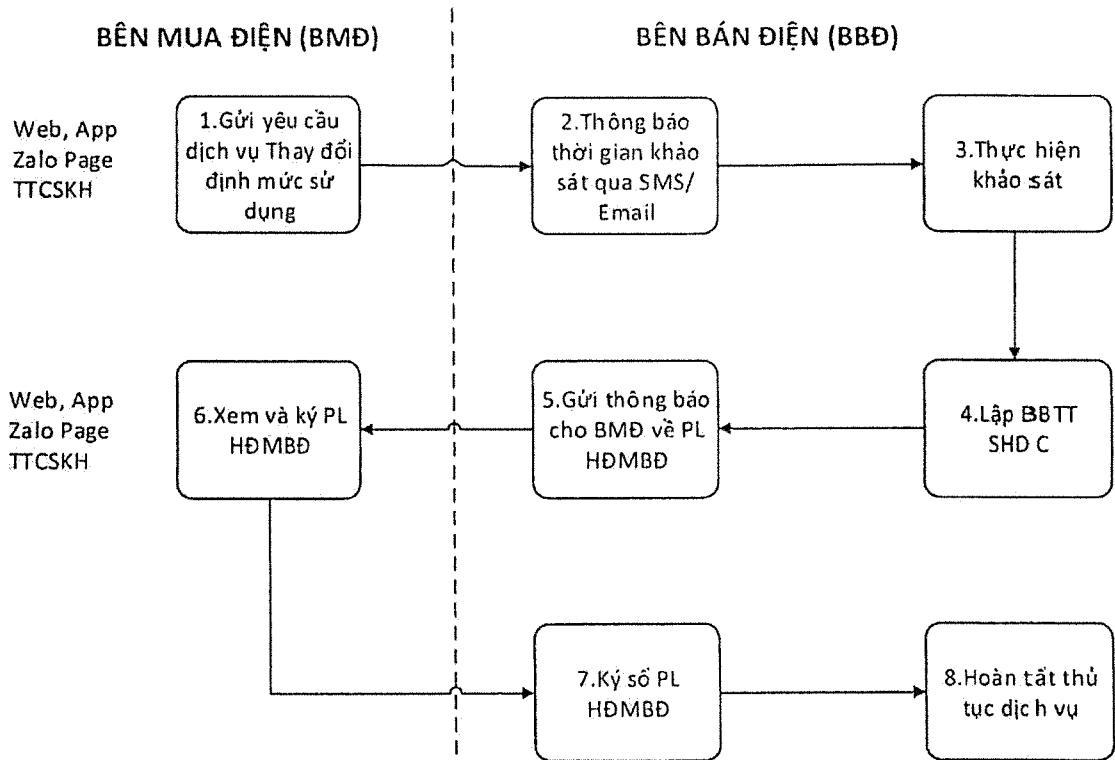 BÊN MUA ĐIỆN (BMĐ)
BÊN BÁN ĐIỆN (BBĐ)
Web, App
Zalo Page
TTCSKH
1.Gửi yêu cầu
dịch vụ Thay đổi
định mức sử
dụng
2.Thông báo
thời gian khảo
sát qua SMS/
Email
3.Thực hiện
khảo sát
Web, App
Zalo Page
TTCSKH
6.Xem và ký PL
HĐMBĐ
5.Gửi thông báo
cho BMĐ về PL
HĐMBĐ
4.Lập BBTT
SHD C
7.Ký số PL
HĐMBĐ
8.Hoàn tất thủ
tục dịch vụ